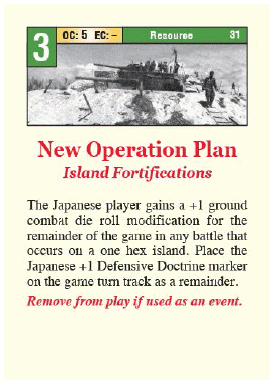 3 OC: 5 EC: – Resource 31
New Operation Plan
Island Fortifications
The Japanese player gains a +1 ground
combat die roll modification for the
remainder of the game in any battle that
occurs on a one hex island. Place the
Japanese +1 Defensive Doctrine marker
on the game turn track as a remainder.
Remove from play if used as an event.